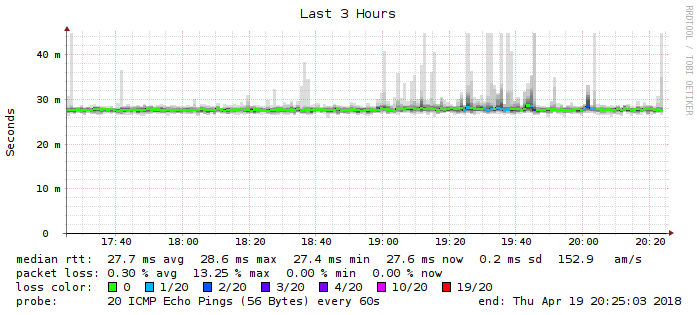 Last 3 Hours
RRDTOOL / TOBI OETIKER
Seconds
40 m
30 m
20 m
10 m
0
17:40 18:00 18:20 18:40 19:00 19:20 19:40 20:00 20:20
median rtt: 27.7 ms avg 28.6 ms max 27.4 ms min 27.6 ms now 0.2 ms sd 152.9 am/s
packet loss: 0.30 % avg 13.25 % max 0.00 % min 0.00 % now
loss color: 0 1/20 2/20 3/20 4/20 10/20 19/20
probe: 20 ICMP Echo Pings (56 Bytes) every 60s end: Thu Apr 19 20:25:03 2018